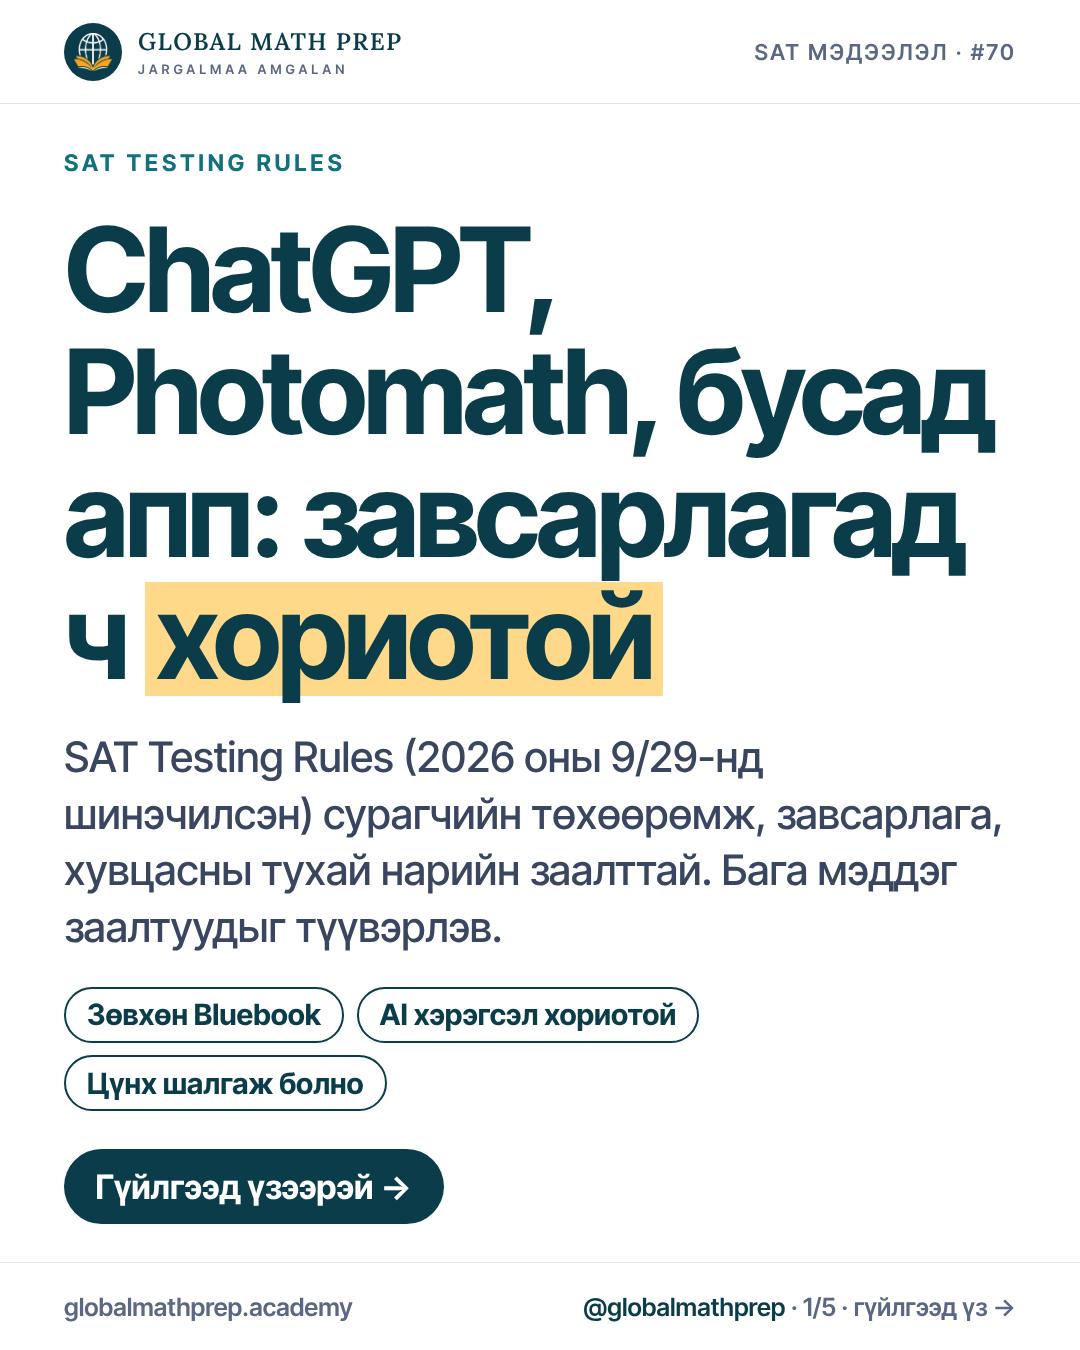 GLOBAL MATH PREP
JARGALMAA AMGALAN
SAT МЭДЭЭЛЭЛ · #70
SAT TESTING RULES
ChatGPT,
Photomath, бусад
апп: завсарлагад
ч хориотой
SAT Testing Rules (2026 оны 9/29-нд
шинэчилсэн) сурагчийн төхөөрөмж, завсарлага,
хувцасны тухай нарийн заалттай. Бага мэддэг
заалтуудыг түүвэрлэв.
Зөвхөн Bluebook
AI хэрэгсэл хориотой
Цүнх шалгаж болно
Гүйлгээд үзээрэй →
globalmathprep.academy
@globalmathprep · 1/5 · гүйлгээд үз →